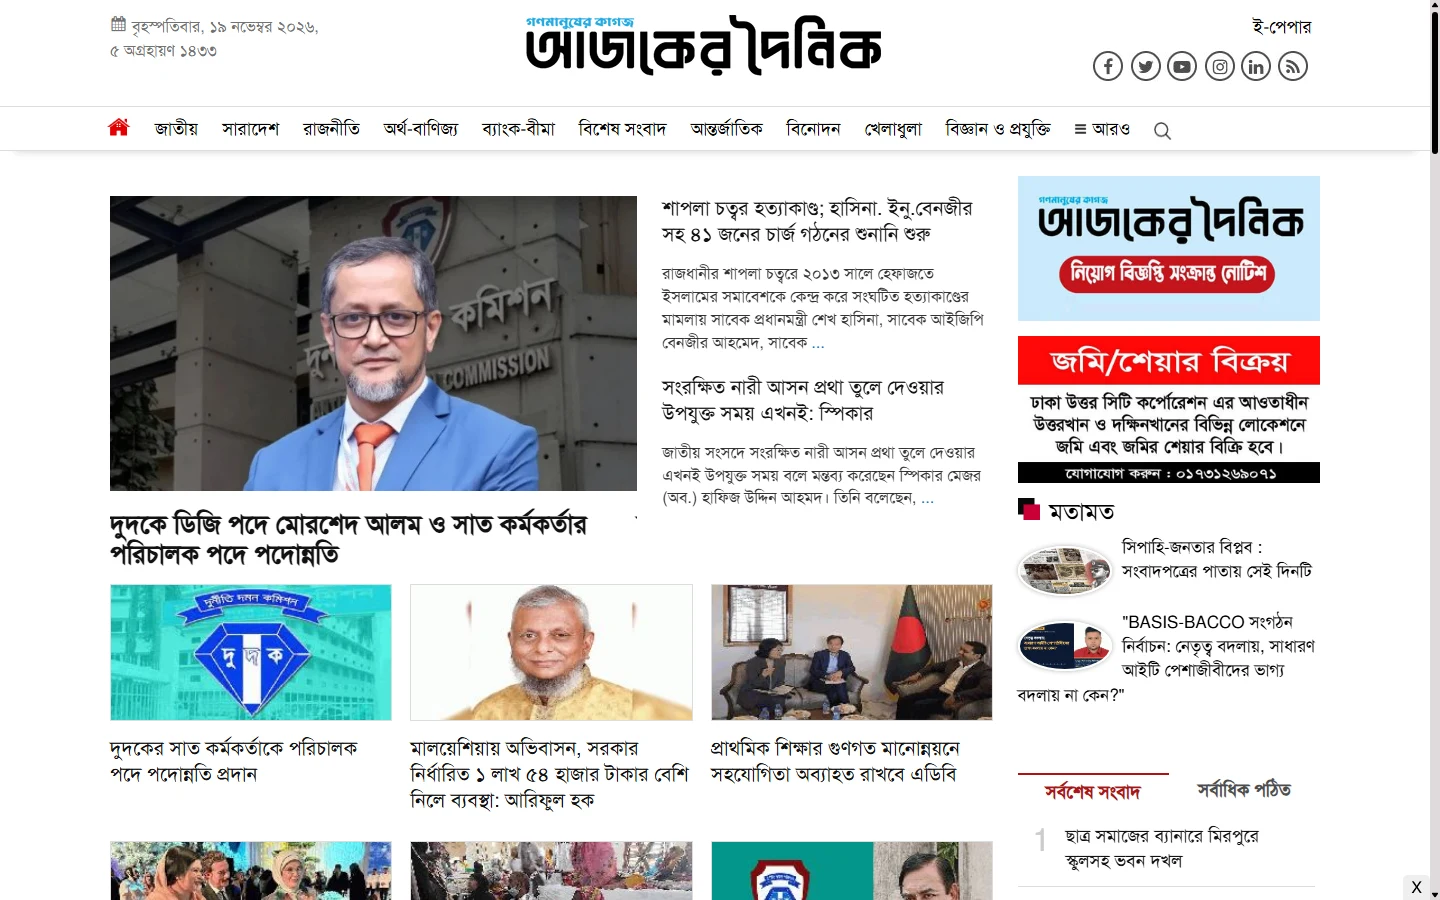 বৃহস্পতিবার, ১৯ নভেম্বর ২০২৬,
৫ অগ্রহায়ণ ১৪৩৩
গণমানুষের কাগজ
আজকের দৈনিক
ই-পেপার
জাতীয় সারাদেশ রাজনীতি অর্থ-বাণিজ্য ব্যাংক-বীমা বিশেষ সংবাদ আন্তর্জাতিক বিনোদন খেলাধুলা বিজ্ঞান ও প্রযুক্তি আরও
কমিশন
COMMISSION
দুদকে ডিজি পদে মোরশেদ আলম ও সাত কর্মকর্তার
পরিচালক পদে পদোন্নতি
শাপলা চত্বর হত্যাকাণ্ড; হাসিনা. ইনু.বেনজীর
সহ ৪১ জনের চার্জ গঠনের শুনানি শুরু
রাজধানীর শাপলা চত্বরে ২০১৩ সালে হেফাজতে
ইসলামের সমাবেশকে কেন্দ্র করে সংঘটিত হত্যাকাণ্ডের
মামলায় সাবেক প্রধানমন্ত্রী শেখ হাসিনা, সাবেক আইজিপি
বেনজীর আহমেদ, সাবেক ...
সংরক্ষিত নারী আসন প্রথা তুলে দেওয়ার
উপযুক্ত সময় এখনই: স্পিকার
জাতীয় সংসদে সংরক্ষিত নারী আসন প্রথা তুলে দেওয়ার
এখনই উপযুক্ত সময় বলে মন্তব্য করেছেন স্পিকার মেজর
(অব.) হাফিজ উদ্দিন আহমদ। তিনি বলেছেন, ...
দুর্নীতি দমন কমিশন
দু দ ক
দুদকের সাত কর্মকর্তাকে পরিচালক
পদে পদোন্নতি প্রদান
মালয়েশিয়ায় অভিবাসন, সরকার
নির্ধারিত ১ লাখ ৫৪ হাজার টাকার বেশি
নিলে ব্যবস্থা: আরিফুল হক
প্রাথমিক শিক্ষার গুণগত মানোন্নয়নে
সহযোগিতা অব্যাহত রাখবে এডিবি
গণমানুষের কাগজ
আজকের দৈনিক
নিয়োগ বিজ্ঞপ্তি সংক্রান্ত নোটিশ
জমি/শেয়ার বিক্রয়
ঢাকা উত্তর সিটি কর্পোরেশন এর আওতাধীন
উত্তরখান ও দক্ষিনখানের বিভিন্ন লোকেশনে
জমি এবং জমির শেয়ার বিক্রি হবে।
যোগাযোগ করুন : ০১৭৩১২৬৯০৭১
মতামত
সিপাহি-জনতার বিপ্লব :
সংবাদপত্রের পাতায় সেই দিনটি
"BASIS-BACCO সংগঠন
নির্বাচন: নেতৃত্ব বদলায়, সাধারণ
আইটি পেশাজীবীদের ভাগ্য
বদলায় না কেন?"
সর্বশেষ সংবাদ সর্বাধিক পঠিত
1 ছাত্র সমাজের ব্যানারে মিরপুরে
স্কুলসহ ভবন দখল
X